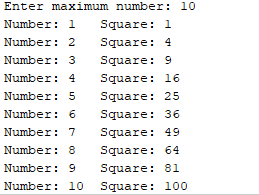 Enter maximum number: 10
Number: 1   Square: 1
Number: 2   Square: 4
Number: 3   Square: 9
Number: 4   Square: 16
Number: 5   Square: 25
Number: 6   Square: 36
Number: 7   Square: 49
Number: 8   Square: 64
Number: 9   Square: 81
Number: 10  Square: 100